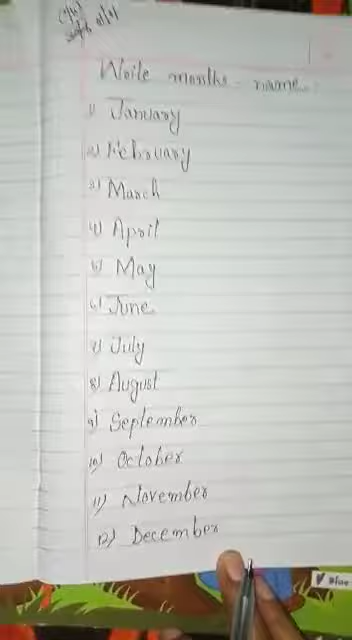 Write months name:
1) January
2) February
3) March
4) April
5) May
6) June
7) July
8) August
9) September
10) October
11) November
12) December
Blue